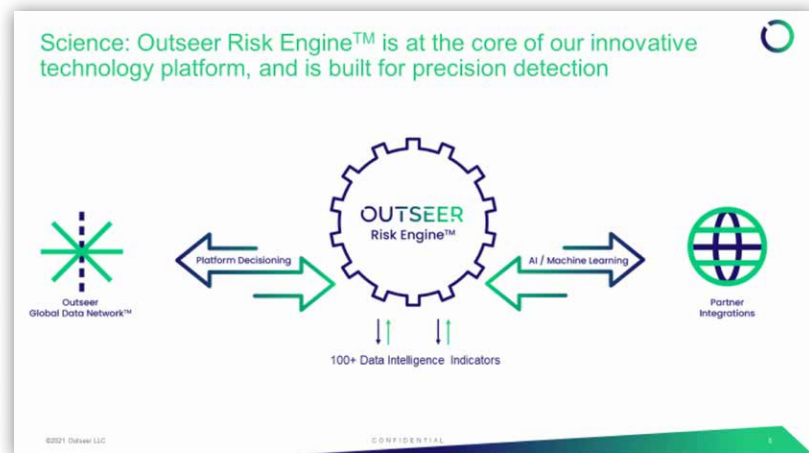 Science: Outseer Risk Engine™ is at the core of our innovative
technology platform, and is built for precision detection
OUTSEER
Risk Engine™
Platform Decisioning
AI / Machine Learning
Outseer
Global Data Network™
Partner
Integrations
100+ Data Intelligence Indicators
©2021 Outseer LLC
CONFIDENTIAL